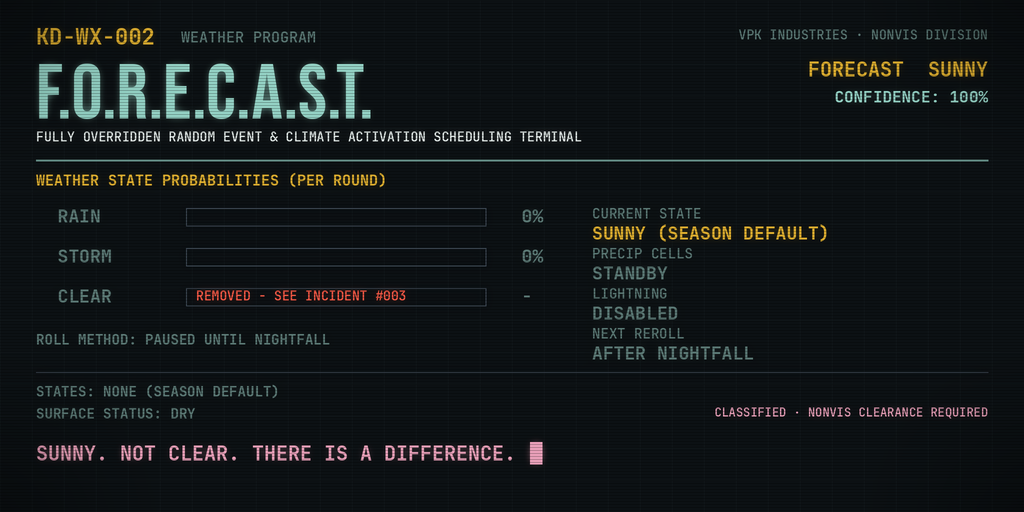 KD-WX-002 WEATHER PROGRAM
VPK INDUSTRIES · NONVIS DIVISION
F.O.R.E.C.A.S.T.
FORECAST SUNNY
CONFIDENCE: 100%
FULLY OVERRIDDEN RANDOM EVENT & CLIMATE ACTIVATION SCHEDULING TERMINAL
WEATHER STATE PROBABILITIES (PER ROUND)
RAIN 0%
STORM 0%
CLEAR REMOVED - SEE INCIDENT #003 -
ROLL METHOD: PAUSED UNTIL NIGHTFALL
CURRENT STATE
SUNNY (SEASON DEFAULT)
PRECIP CELLS
STANDBY
LIGHTNING
DISABLED
NEXT REROLL
AFTER NIGHTFALL
STATES: NONE (SEASON DEFAULT)
SURFACE STATUS: DRY
CLASSIFIED · NONVIS CLEARANCE REQUIRED
SUNNY. NOT CLEAR. THERE IS A DIFFERENCE.